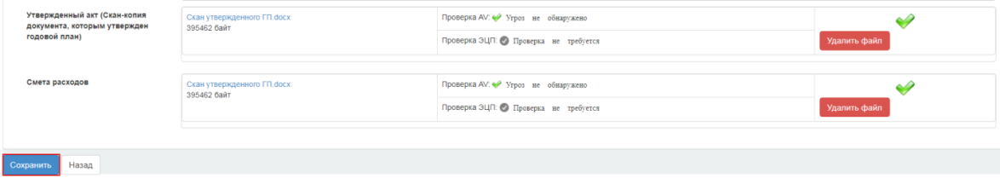 Утвержденный акт (Скан-копия
документа, которым утвержден
годовой план)
Скан утвержденного ГП.docx
395462 байт
Проверка AV: Угроз не обнаружено
Проверка ЭЦП: Проверка не требуется
Удалить файл
Смета расходов
Скан утвержденного ГП.docx
395462 байт
Проверка AV: Угроз не обнаружено
Проверка ЭЦП: Проверка не требуется
Удалить файл
Сохранить Назад